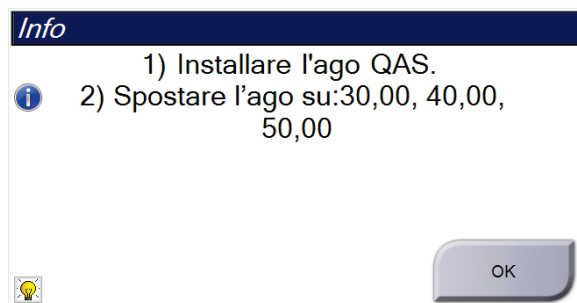 Info
1) Installare l'ago QAS.
2) Spostare l’ago su:30,00, 40,00,
50,00
OK